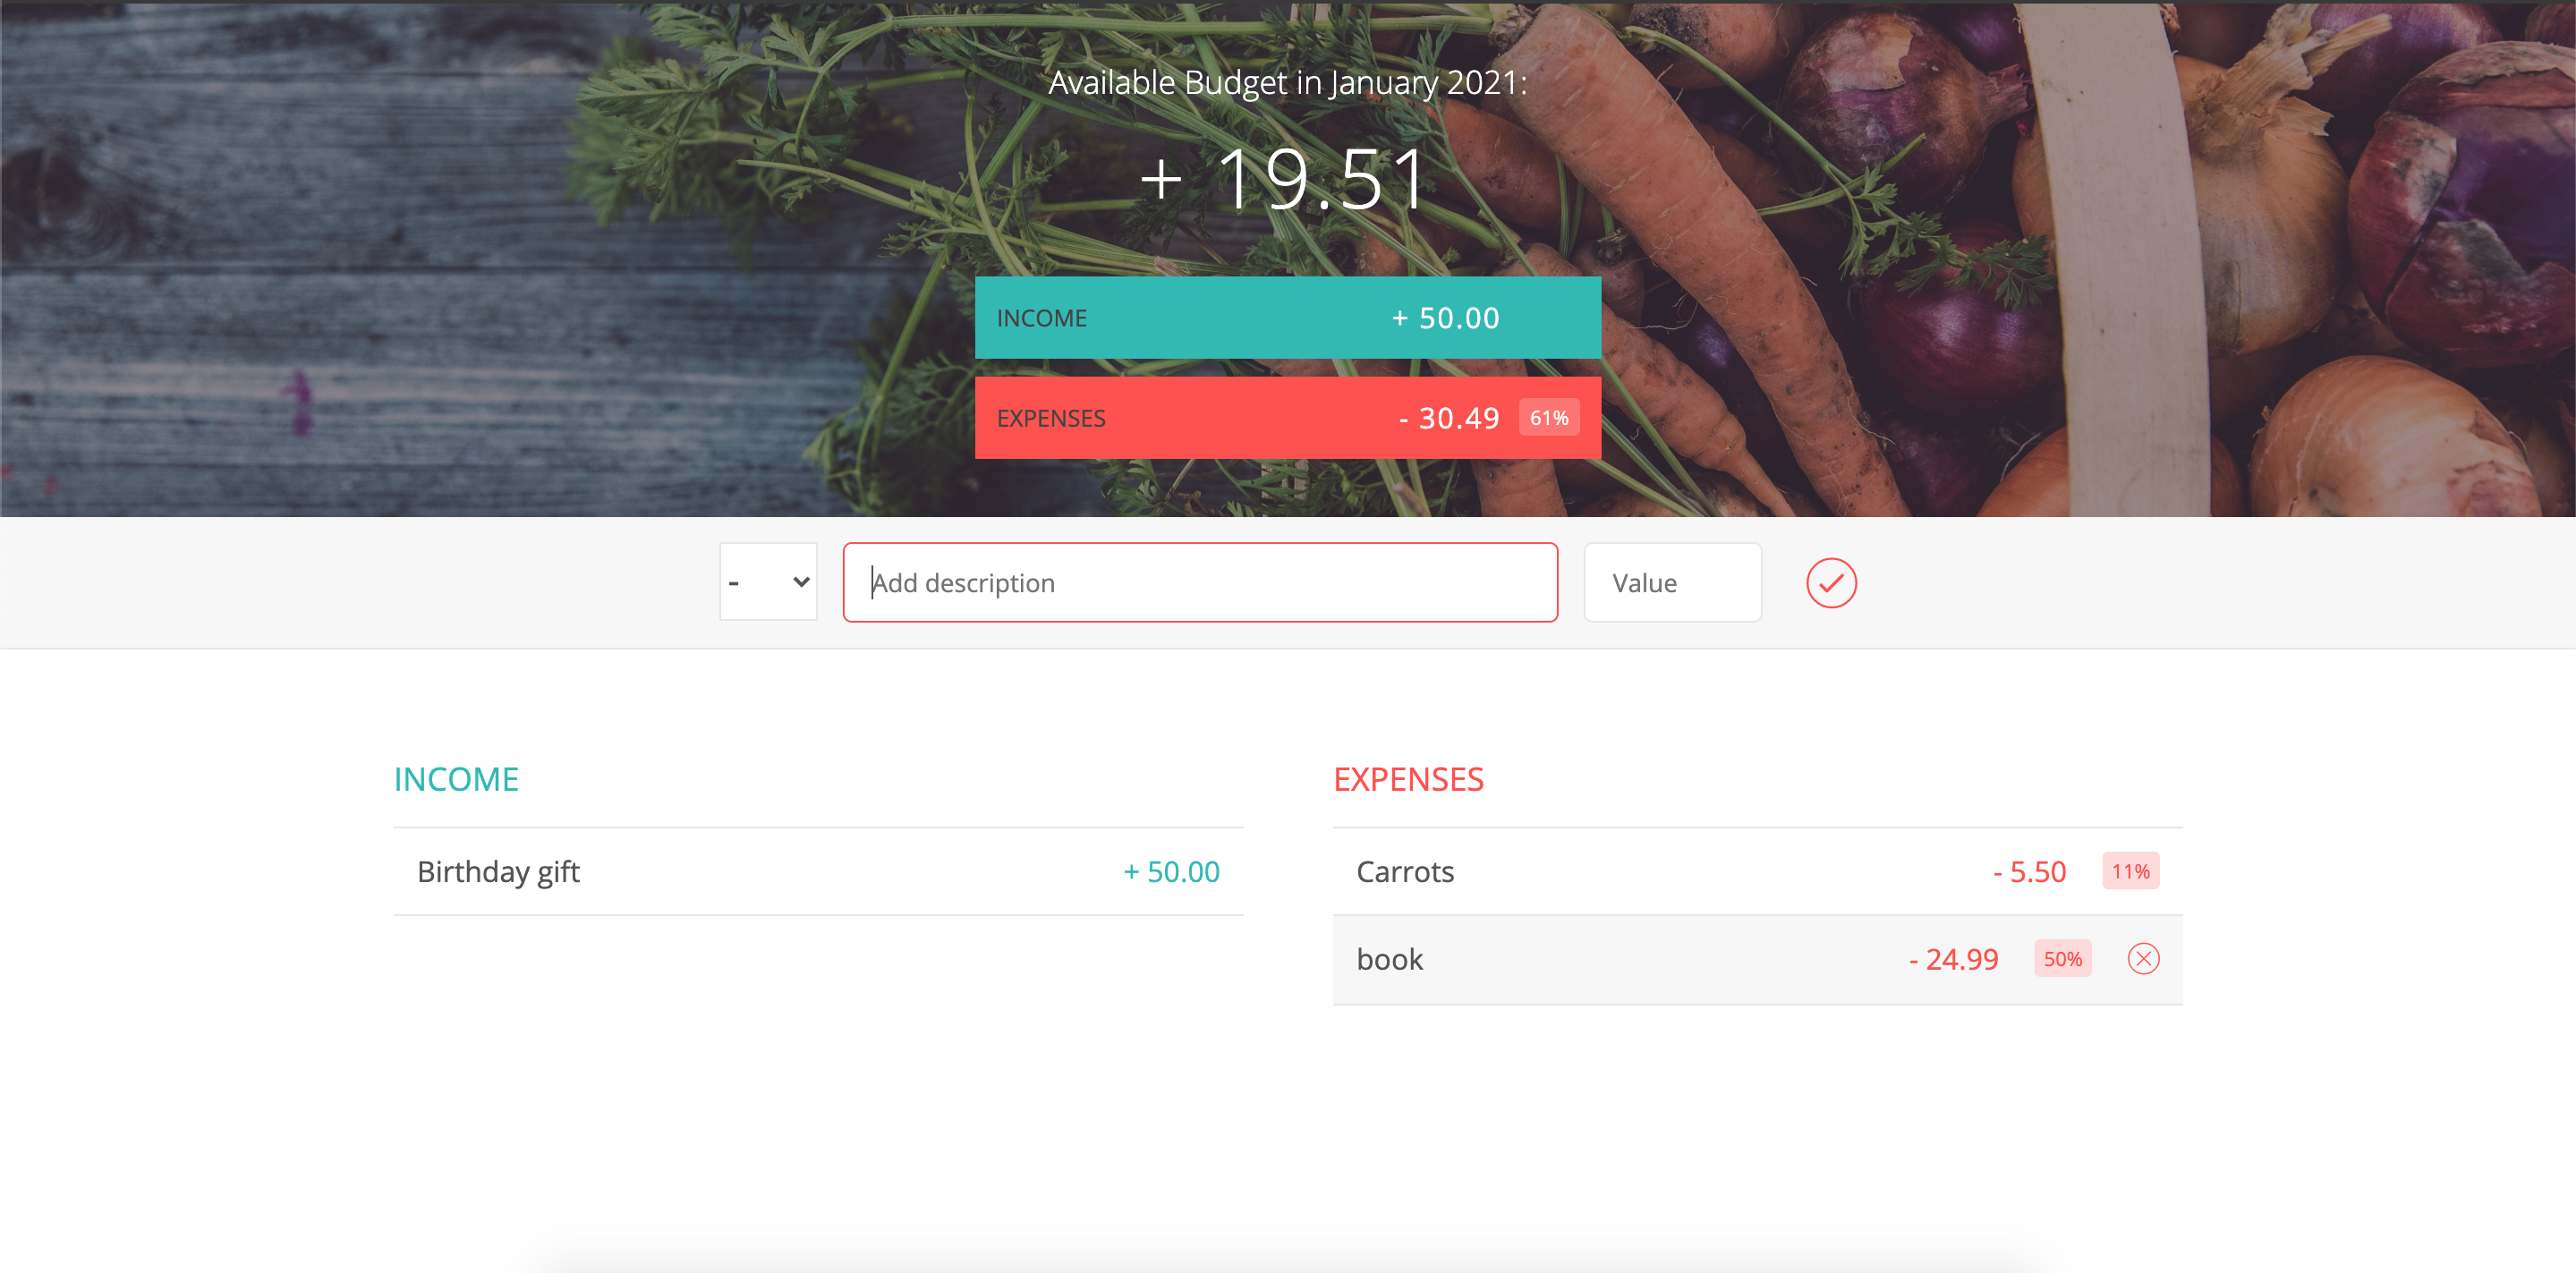 Available Budget in January 2021:
+ 19.51
INCOME + 50.00
EXPENSES - 30.49 61%
- Add description Value
INCOME
Birthday gift + 50.00
EXPENSES
Carrots - 5.50 11%
book - 24.99 50%